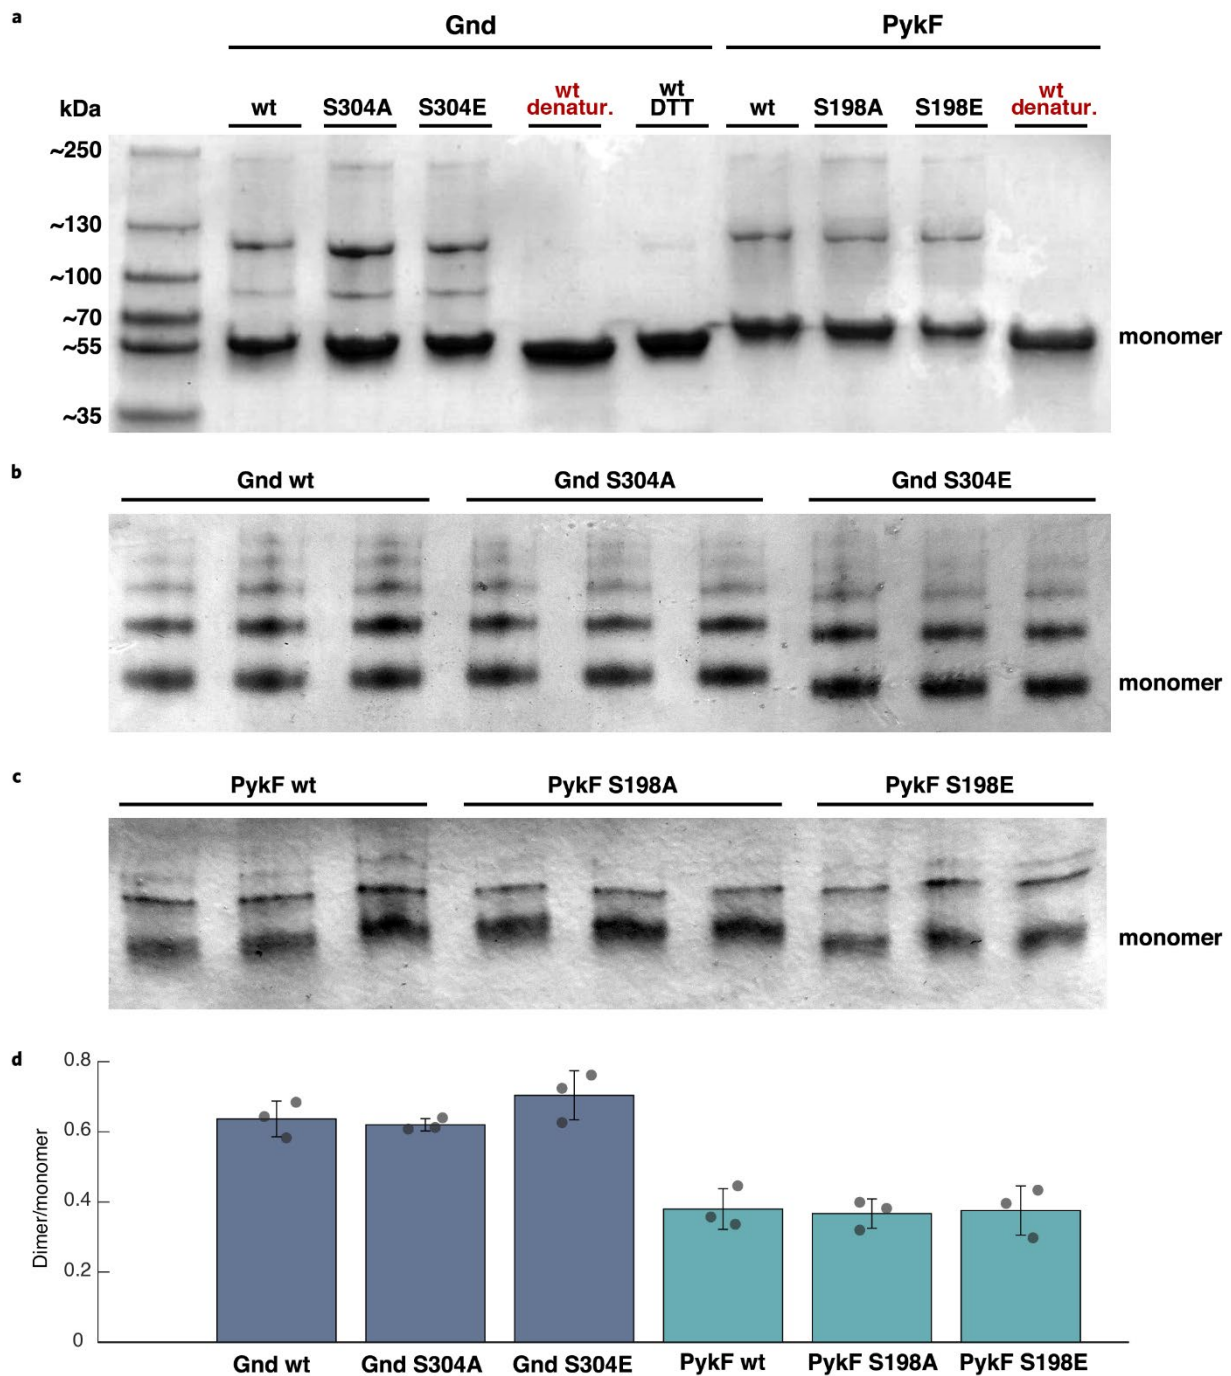 a
Gnd PykF
kDa wt S304A S304E wt denatur. wt DTT wt S198A S198E wt denatur.
~250
~130
~100
~70
~55
monomer
~35
b
Gnd wt Gnd S304A Gnd S304E
monomer
c
PykF wt PykF S198A PykF S198E
monomer
d
Dimer/monomer
0.8
0.6
0.4
0.2
0
Gnd wt Gnd S304A Gnd S304E PykF wt PykF S198A PykF S198E